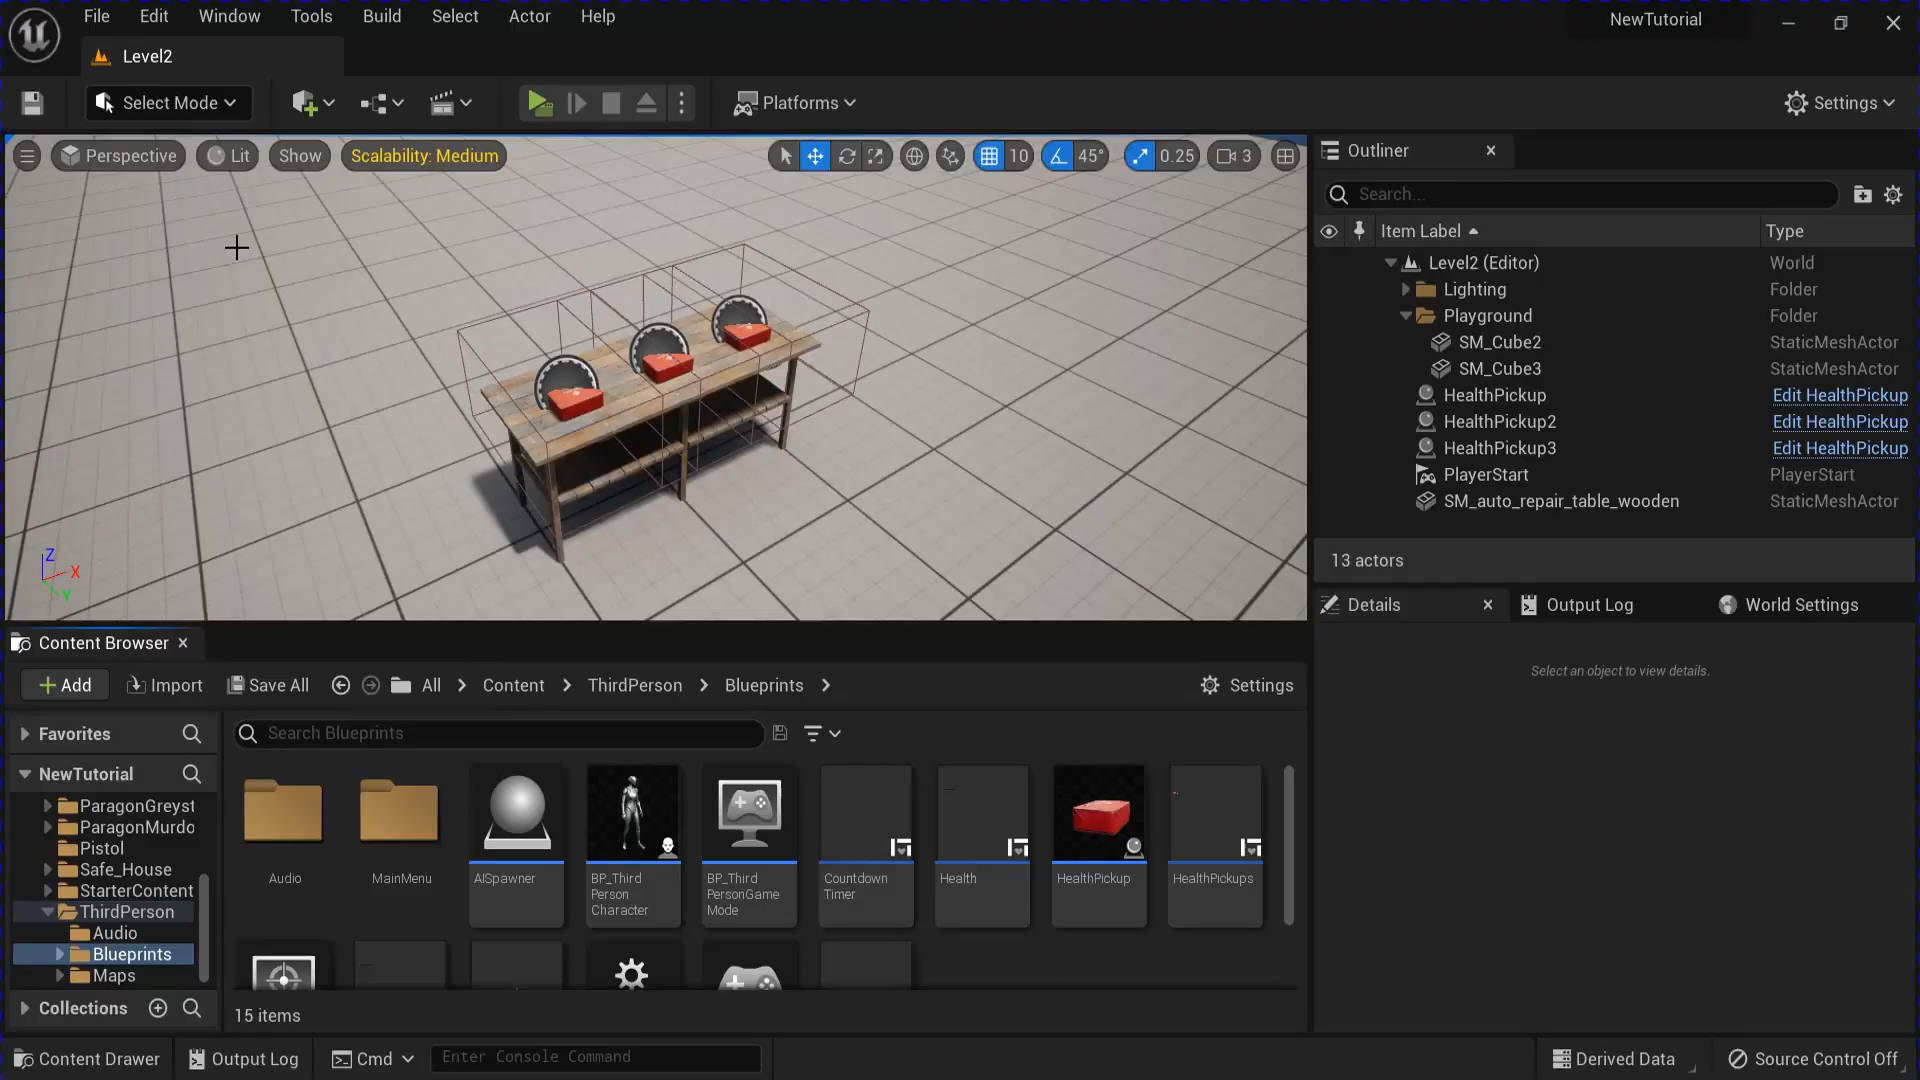 File Edit Window Tools Build Select Actor Help
NewTutorial
Level2
Select Mode
Platforms
Settings
Perspective
Lit
Show
Scalability: Medium
10
45°
0.25
3
Outliner
Search...
Item Label
Type
Level2 (Editor) World
Lighting Folder
Playground Folder
SM_Cube2 StaticMeshActor
SM_Cube3 StaticMeshActor
HealthPickup Edit HealthPickup
HealthPickup2 Edit HealthPickup
HealthPickup3 Edit HealthPickup
PlayerStart PlayerStart
SM_auto_repair_table_wooden StaticMeshActor
13 actors
Z
X
Y
Details
Output Log
World Settings
Select an object to view details.
Content Browser
Add
Import
Save All
All
Content
ThirdPerson
Blueprints
Settings
Favorites
Search Blueprints
NewTutorial
ParagonGreyst
ParagonMurdo
Pistol
Safe_House
StarterContent
ThirdPerson
Audio
Blueprints
Maps
Collections
Audio
MainMenu
AISpawner
BP_Third
Person
Character
BP_Third
PersonGame
Mode
Countdown
Timer
Health
HealthPickup
HealthPickups
15 items
Content Drawer
Output Log
Cmd
Enter Console Command
Derived Data
Source Control Off